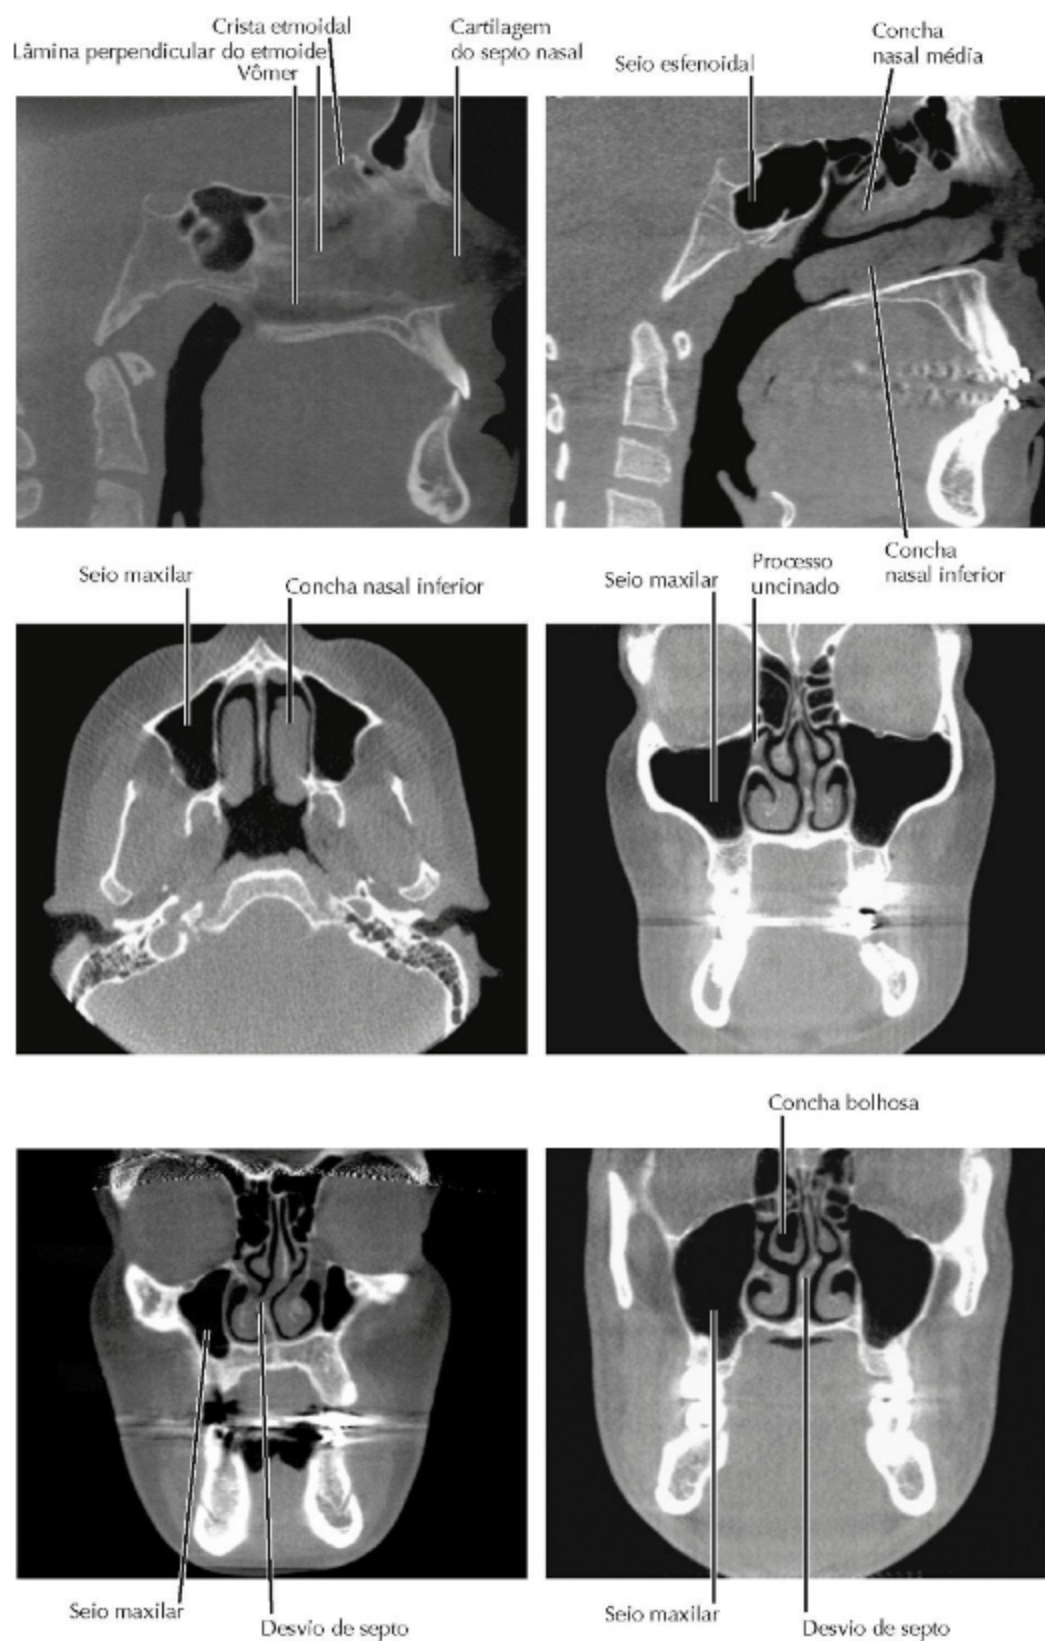 Crista etmoidal
Lâmina perpendicular do etmoide
Vômer
Cartilagem
do septo nasal
Seio esfenoidal
Concha
nasal média
Concha
nasal inferior
Seio maxilar
Concha nasal inferior
Seio maxilar
Processo
uncinado
Concha bolhosa
Seio maxilar
Desvio de septo
Seio maxilar
Desvio de septo